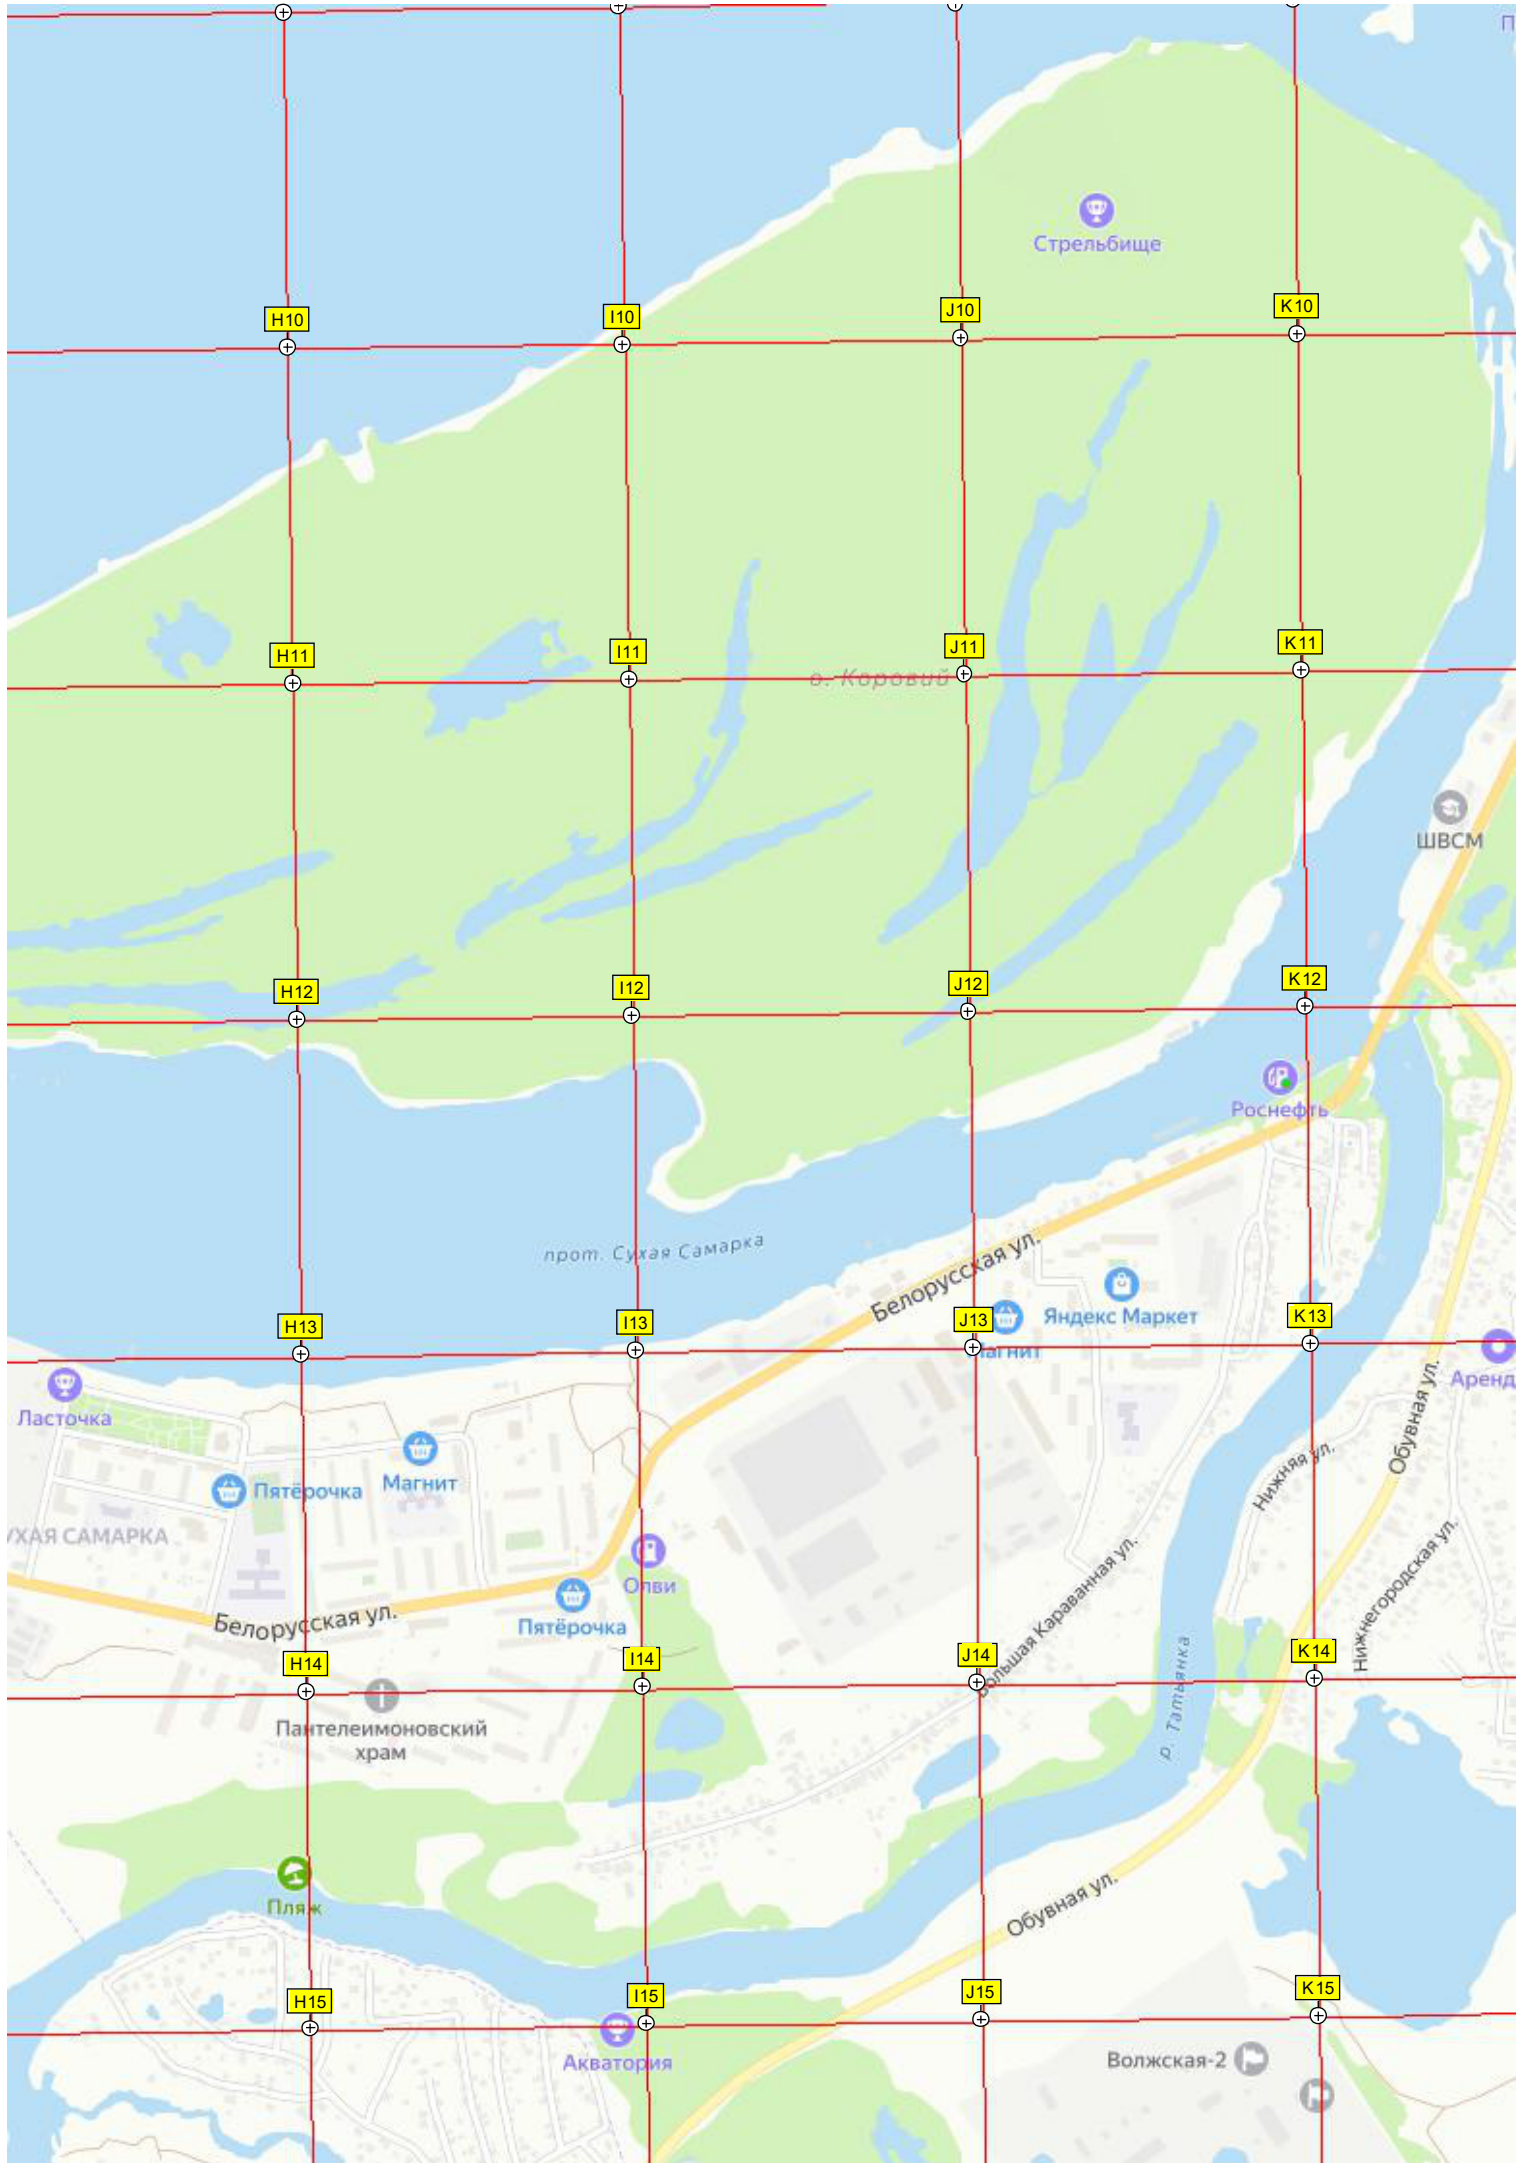 П
Стрельбище
H10
I10
J10
K10
H11
I11
J11
K11
о. Коровий
ШВСМ
H12
I12
J12
K12
Роснефть
прот. Сухая Самарка
Белорусская ул.
Яндекс Маркет
H13
I13
J13
K13
Магнит
Ласточка
Аренд
Обувная ул.
Пятёрочка
Магнит
Нижняя ул.
УХАЯ САМАРКА
Олви
Белорусская ул.
Пятёрочка
Большая Караванная ул.
Нижнегородская ул.
H14
I14
J14
K14
р. Татьянка
Пантелеимоновский
храм
Пляж
Обувная ул.
H15
I15
J15
K15
Акватория
Волжская-2